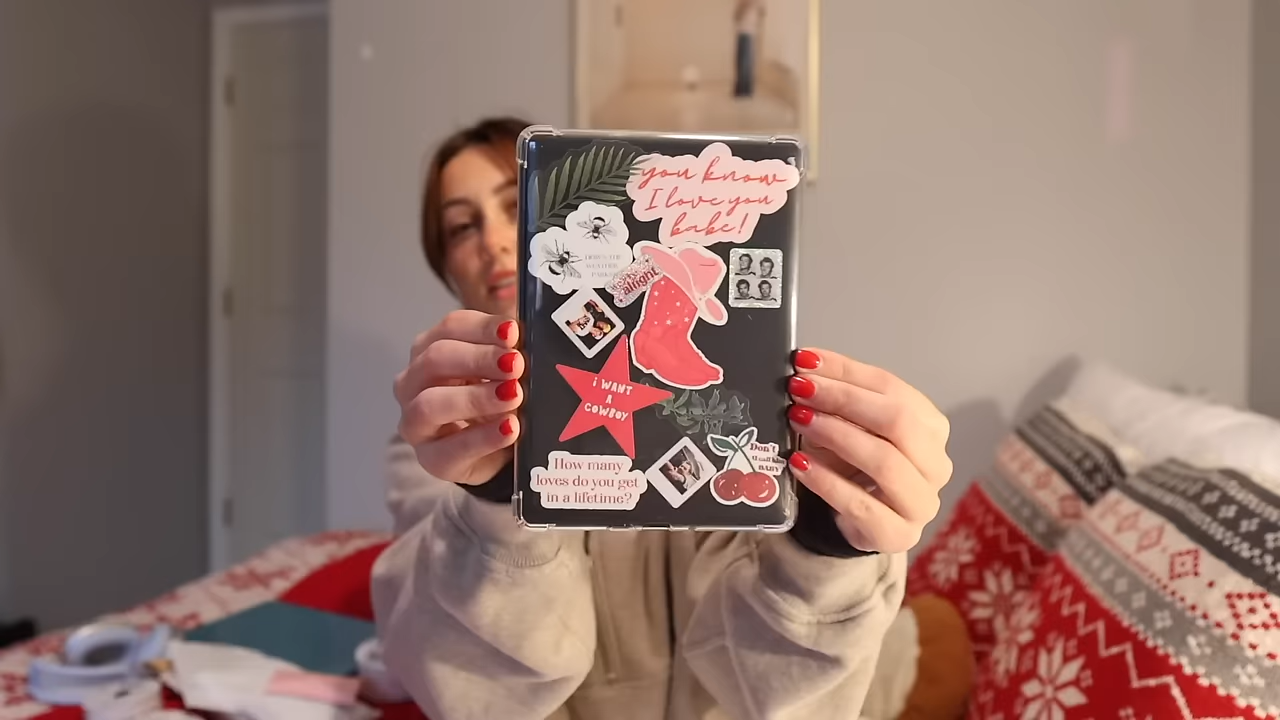 you know
I love you
babe!
alright
i WANT
A
COWBOY
How many
loves do you get
in a lifetime?
Don't
BABY